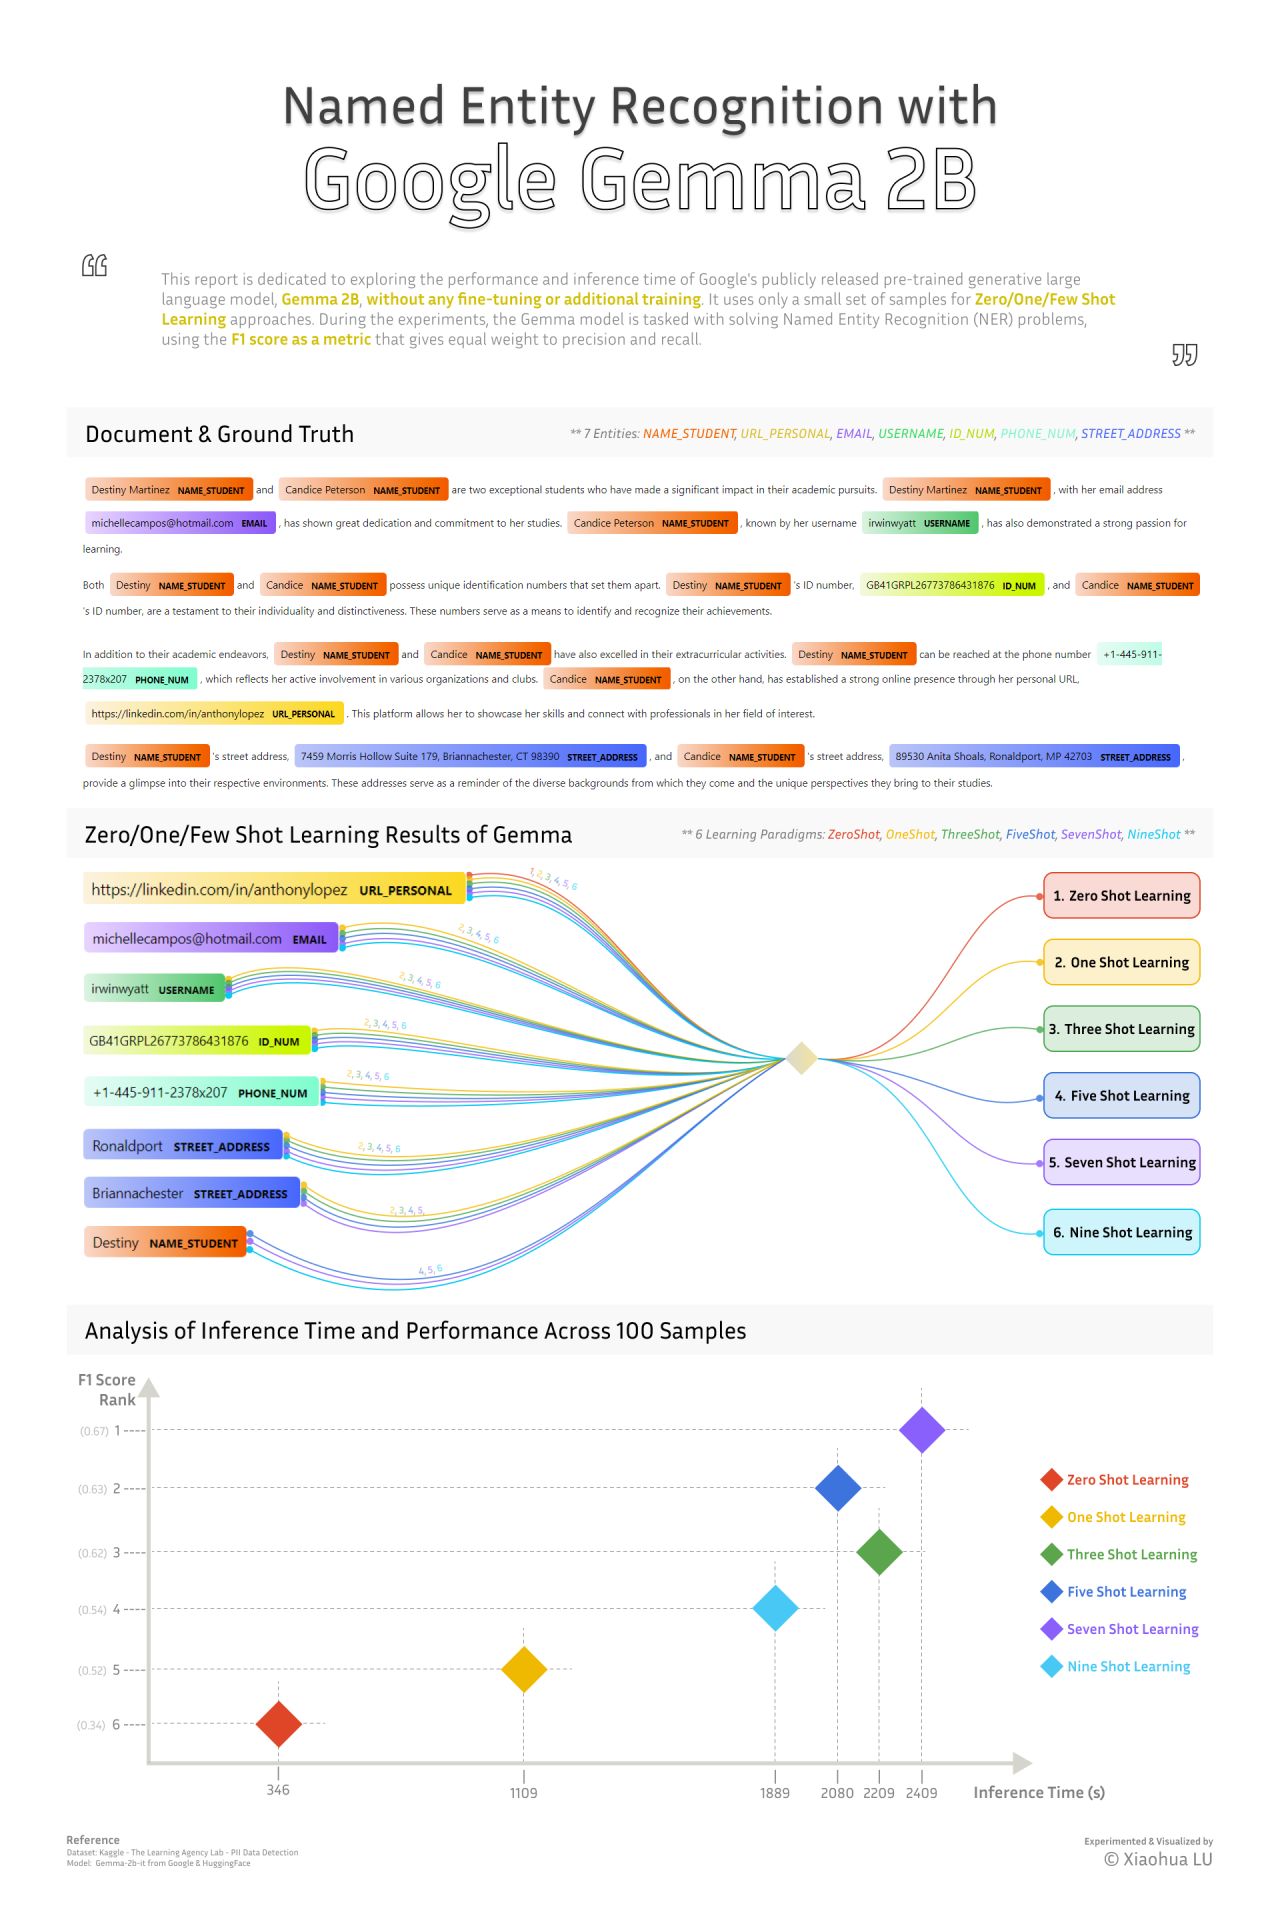 Named Entity Recognition with
Google Gemma 2B
“
This report is dedicated to exploring the performance and inference time of Google's publicly released pre-trained generative large
language model, Gemma 2B, without any fine-tuning or additional training. It uses only a small set of samples for Zero/One/Few Shot
Learning approaches. During the experiments, the Gemma model is tasked with solving Named Entity Recognition (NER) problems,
using the F1 score as a metric that gives equal weight to precision and recall.
”
Document & Ground Truth
** 7 Entities: NAME_STUDENT, URL_PERSONAL, EMAIL, USERNAME, ID_NUM, PHONE_NUM, STREET_ADDRESS **
Destiny Martinez NAME_STUDENT and Candice Peterson NAME_STUDENT are two exceptional students who have made a significant impact in their academic pursuits. Destiny Martinez NAME_STUDENT , with her email address
michellecampos@hotmail.com EMAIL , has shown great dedication and commitment to her studies. Candice Peterson NAME_STUDENT , known by her username irwinwyatt USERNAME , has also demonstrated a strong passion for
learning.
Both Destiny NAME_STUDENT and Candice NAME_STUDENT possess unique identification numbers that set them apart. Destiny NAME_STUDENT 's ID number, GB41GRPL26773786431876 ID_NUM , and Candice NAME_STUDENT
's ID number, are a testament to their individuality and distinctiveness. These numbers serve as a means to identify and recognize their achievements.
In addition to their academic endeavors, Destiny NAME_STUDENT and Candice NAME_STUDENT have also excelled in their extracurricular activities. Destiny NAME_STUDENT can be reached at the phone number +1-445-911-
2378x207 PHONE_NUM , which reflects her active involvement in various organizations and clubs. Candice NAME_STUDENT , on the other hand, has established a strong online presence through her personal URL,
https://linkedin.com/in/anthonylopez URL_PERSONAL . This platform allows her to showcase her skills and connect with professionals in her field of interest.
Destiny NAME_STUDENT 's street address, 7459 Morris Hollow Suite 179, Briannachester, CT 98390 STREET_ADDRESS , and Candice NAME_STUDENT 's street address, 89530 Anita Shoals, Ronaldport, MP 42703 STREET_ADDRESS ,
provide a glimpse into their respective environments. These addresses serve as a reminder of the diverse backgrounds from which they come and the unique perspectives they bring to their studies.
Zero/One/Few Shot Learning Results of Gemma
** 6 Learning Paradigms: ZeroShot, OneShot, ThreeShot, FiveShot, SevenShot, NineShot **
https://linkedin.com/in/anthonylopez URL_PERSONAL
1, 2, 3, 4, 5, 6
michellecampos@hotmail.com EMAIL
2, 3, 4, 5, 6
irwinwyatt USERNAME
2, 3, 4, 5, 6
GB41GRPL26773786431876 ID_NUM
2, 3, 4, 5, 6
+1-445-911-2378x207 PHONE_NUM
2, 3, 4, 5, 6
Ronaldport STREET_ADDRESS
2, 3, 4, 5, 6
Briannachester STREET_ADDRESS
2, 3, 4, 5,
Destiny NAME_STUDENT
4, 5, 6
1. Zero Shot Learning
2. One Shot Learning
3. Three Shot Learning
4. Five Shot Learning
5. Seven Shot Learning
6. Nine Shot Learning
Analysis of Inference Time and Performance Across 100 Samples
F1 Score
Rank
(0.67) 1
(0.63) 2
(0.62) 3
(0.54) 4
(0.52) 5
(0.34) 6
346
1109
1889
2080
2209
2409
Inference Time (s)
Zero Shot Learning
One Shot Learning
Three Shot Learning
Five Shot Learning
Seven Shot Learning
Nine Shot Learning
Reference
Dataset: Kaggle - The Learning Agency Lab - PII Data Detection
Model: Gemma-2b-it from Google & HuggingFace
Experimented & Visualized by
© Xiaohua LU